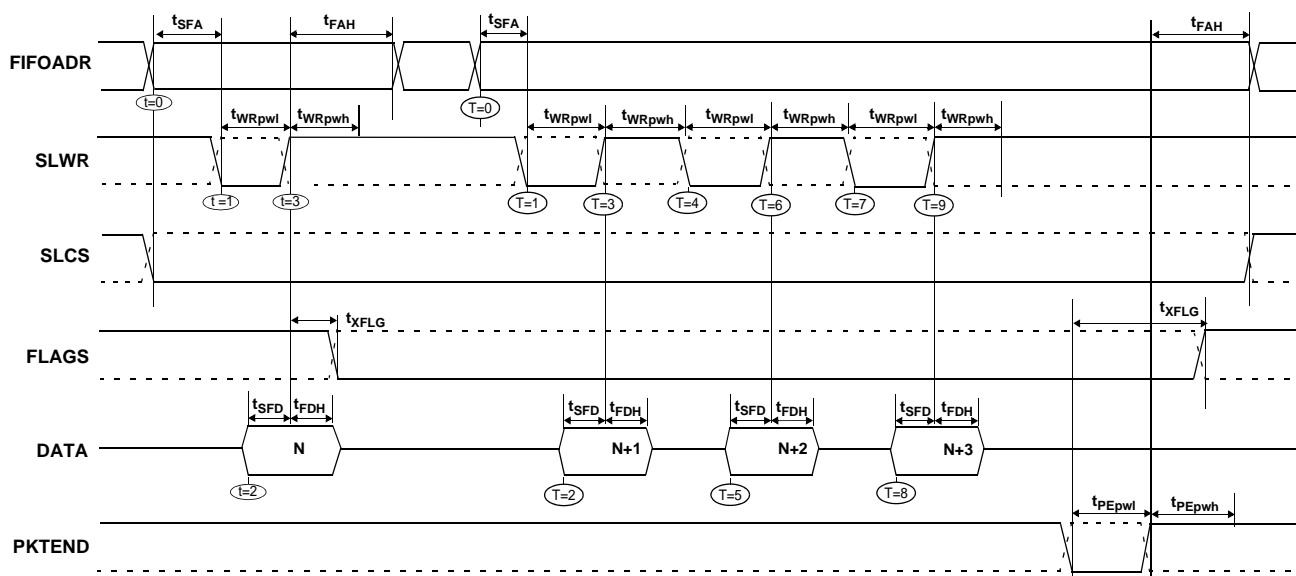 tSFA tFAH tSFA tFAH
FIFOADR
t=0 T=0
tWRpwl tWRpwh tWRpwl tWRpwh tWRpwl tWRpwh tWRpwl tWRpwh
SLWR
t =1 t=3 T=1 T=3 T=4 T=6 T=7 T=9
SLCS
tXFLG tXFLG
FLAGS
tSFD tFDH tSFD tFDH tSFD tFDH tSFD tFDH
DATA N N+1 N+2 N+3
t=2 T=2 T=5 T=8
tPEpwl tPEpwh
PKTEND